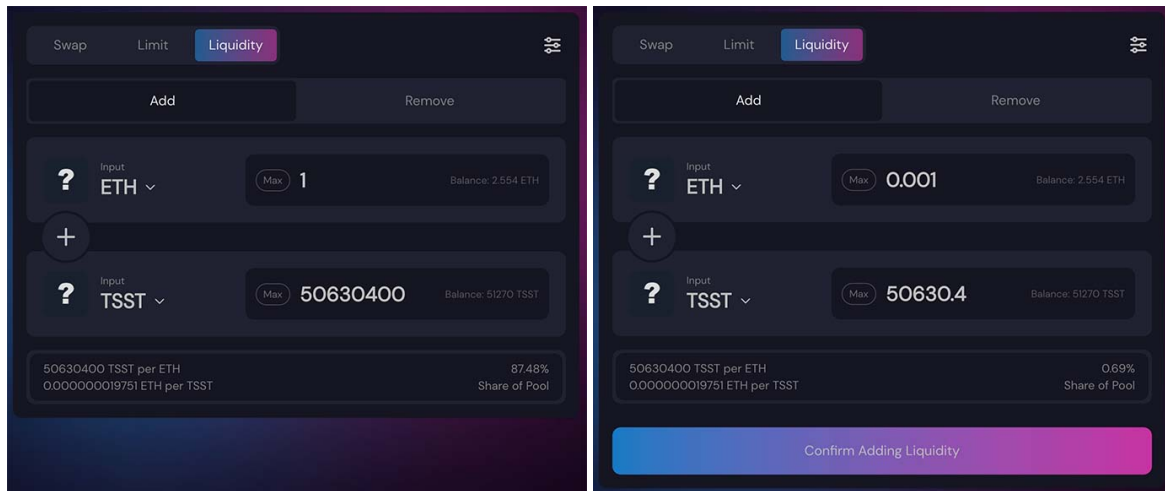 Swap Limit Liquidity
Add Remove
Input
ETH
Max 1 Balance: 2.554 ETH
+
Input
TSST
Max 50630400 Balance: 51270 TSST
50630400 TSST per ETH 87.48%
0.000000019751 ETH per TSST Share of Pool
Swap Limit Liquidity
Add Remove
Input
ETH
Max 0.001 Balance: 2.554 ETH
+
Input
TSST
Max 50630.4 Balance: 51270 TSST
50630400 TSST per ETH 0.69%
0.000000019751 ETH per TSST Share of Pool
Confirm Adding Liquidity